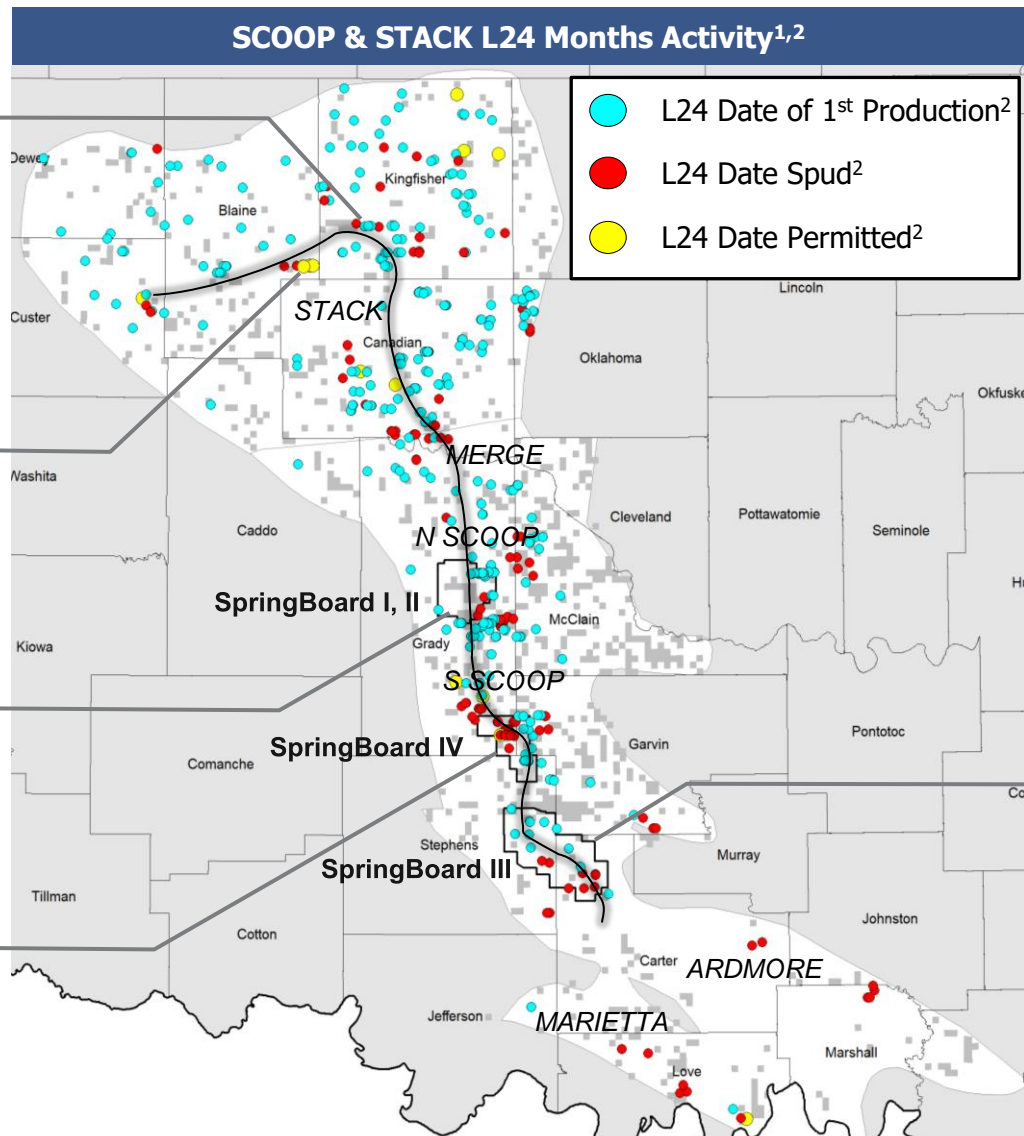 SCOOP & STACK L24 Months Activity1,2
L24 Date of 1st Production2
L24 Date Spud2
L24 Date Permitted2
Dewey
Kingfisher
Blaine
Lincoln
STACK
Custer
Canadian
Oklahoma
Okfuske
MERGE
Washita
Cleveland
Pottawatomie
Caddo
Seminole
N SCOOP
SpringBoard I, II
McClain
Kiowa
Grady
S SCOOP
Pontotoc
SpringBoard IV
Garvin
Comanche
Co
Stephens
Murray
SpringBoard III
Tillman
Johnston
Cotton
Carter
ARDMORE
Jefferson
MARIETTA
Marshall
Love